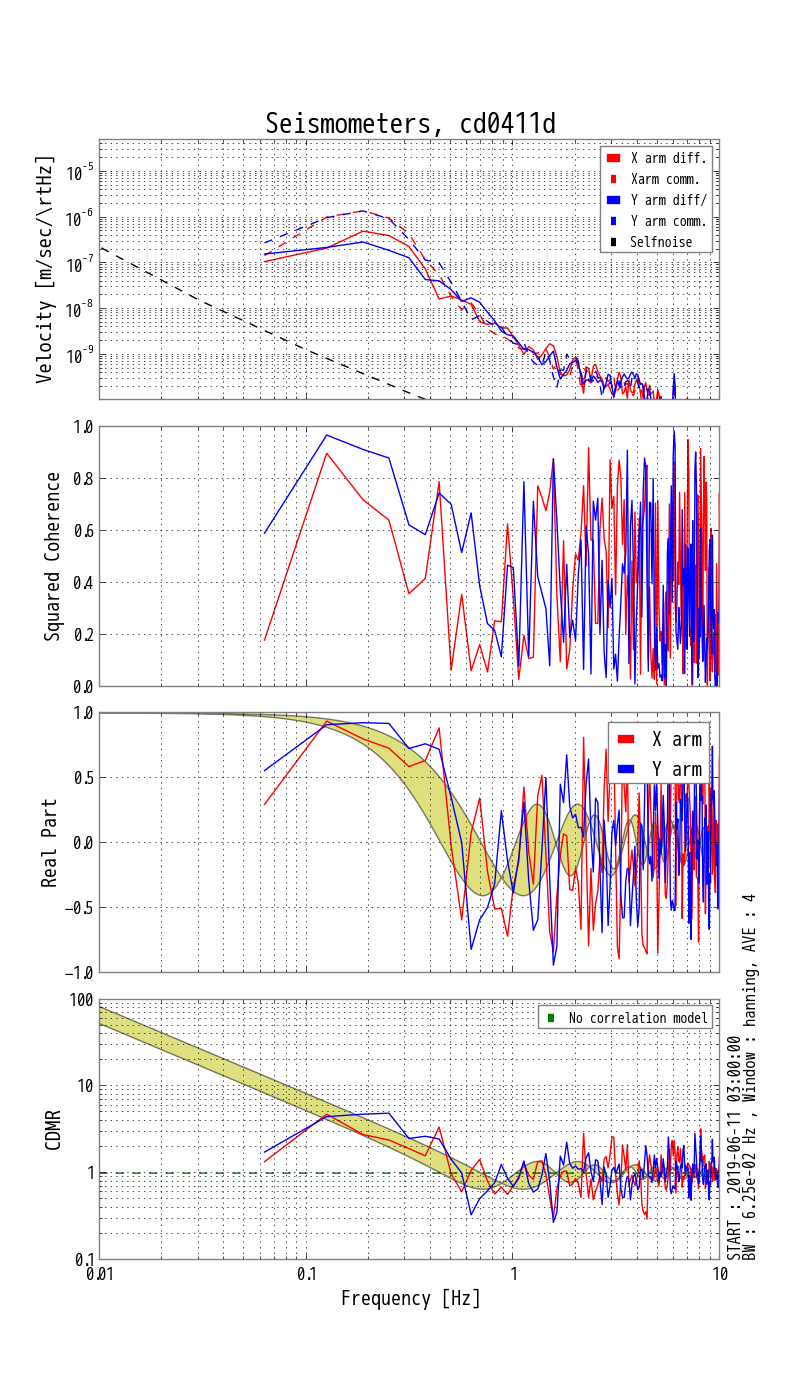 Seismometers, cd0411d
Velocity [m/sec/\rtHz]
10^-5
10^-6
10^-7
10^-8
10^-9
X arm diff.
Xarm comm.
Y arm diff/
Y arm comm.
Selfnoise
Squared Coherence
1.0
0.8
0.6
0.4
0.2
0.0
Real Part
1.0
0.5
0.0
−0.5
−1.0
X arm
Y arm
CDMR
100
10
1
0.1
No correlation model
0.01
0.1
1
10
Frequency [Hz]
START : 2019-06-11 03:00:00
BW : 6.25e-02 Hz , Window : hanning, AVE : 4